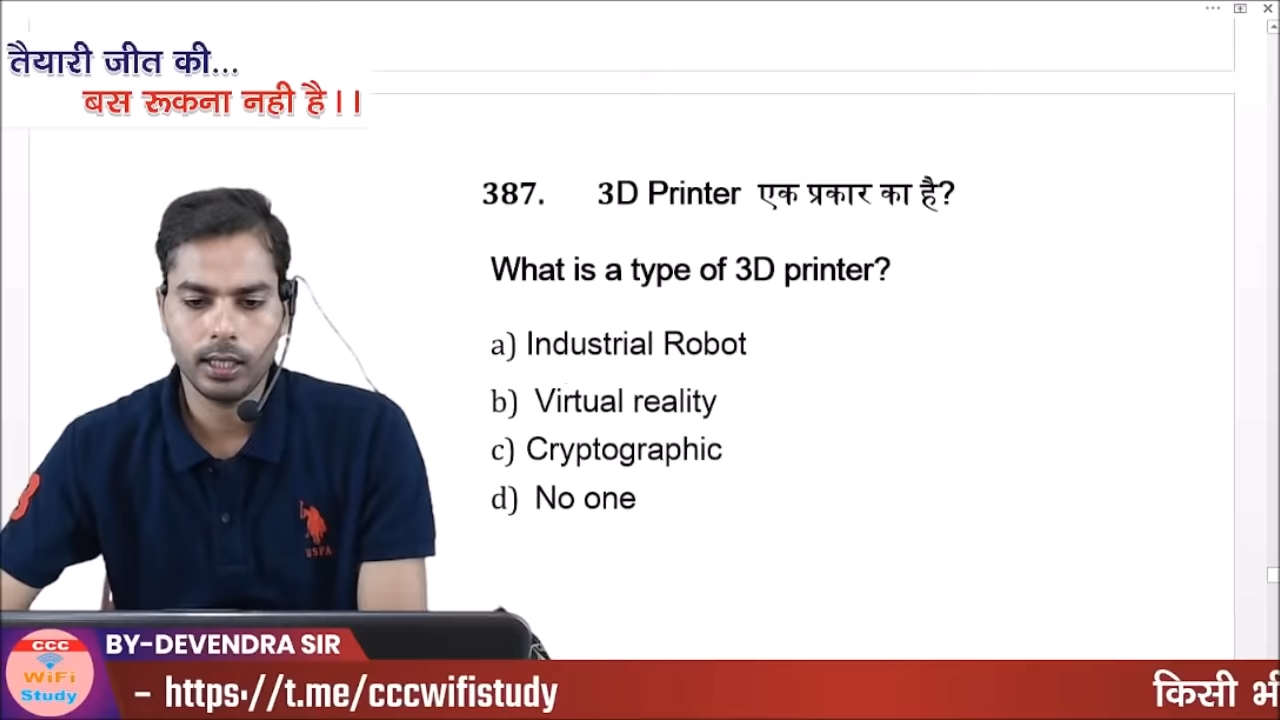 तैयारी जीत की...
बस रूकना नही है।।
387. 3D Printer एक प्रकार का है?
What is a type of 3D printer?
a) Industrial Robot
b) Virtual reality
c) Cryptographic
d) No one
USPA
CCC
WiFi
Study
BY-DEVENDRA SIR
- https://t.me/cccwifistudy
किसी भी